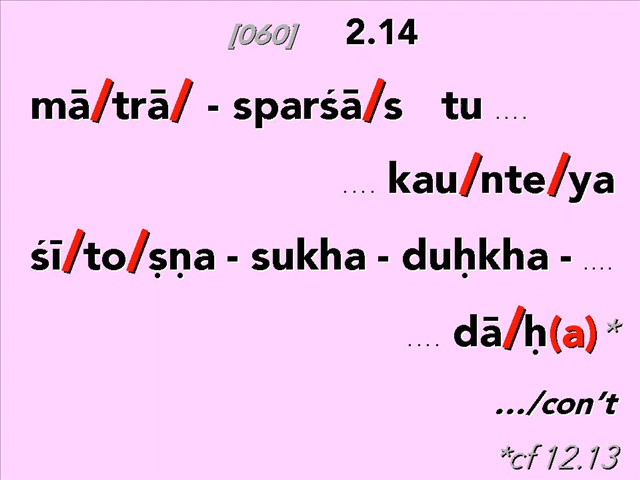 [060] 2.14
mā/trā/ - sparśā/s tu ....
.... kau/nte/ya
śī/to/ṣṇa - sukha - duḥkha - ....
.... dā/ḥ(a)*
.../con't
*cf 12.13